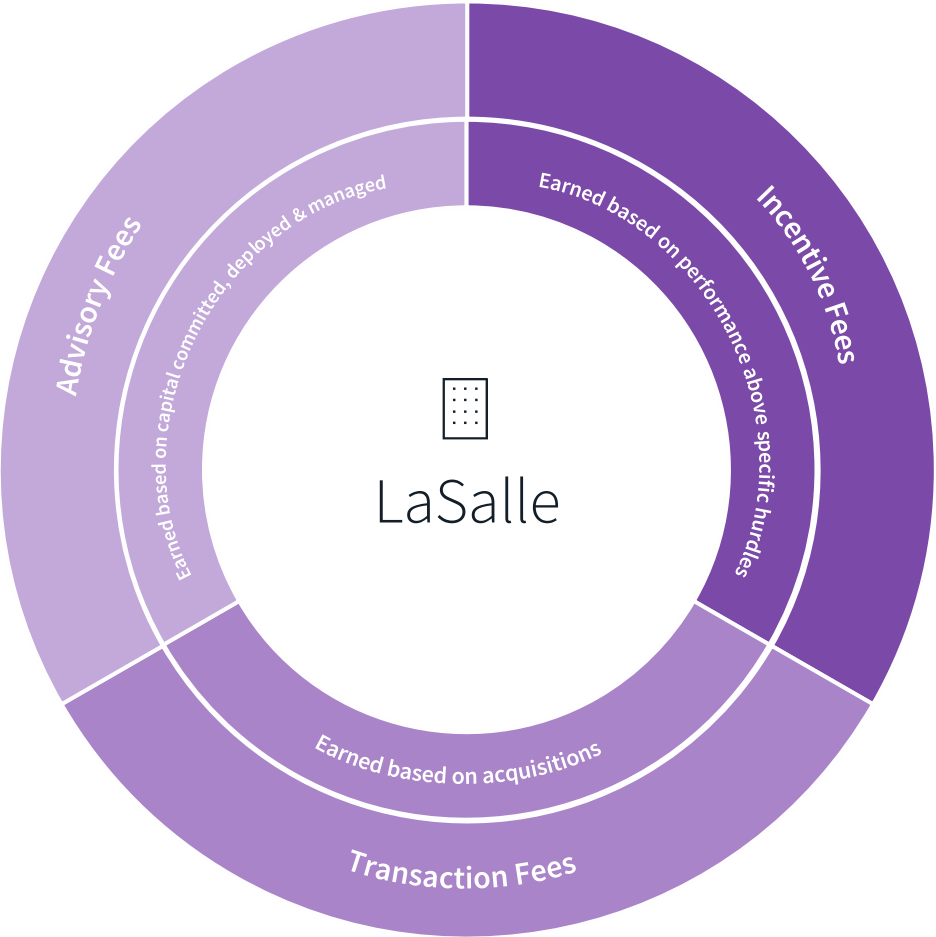 Advisory Fees
Earned based on capital committed, deployed & managed
Incentive Fees
Earned based on performance above specific hurdles
LaSalle
Earned based on acquisitions
Transaction Fees